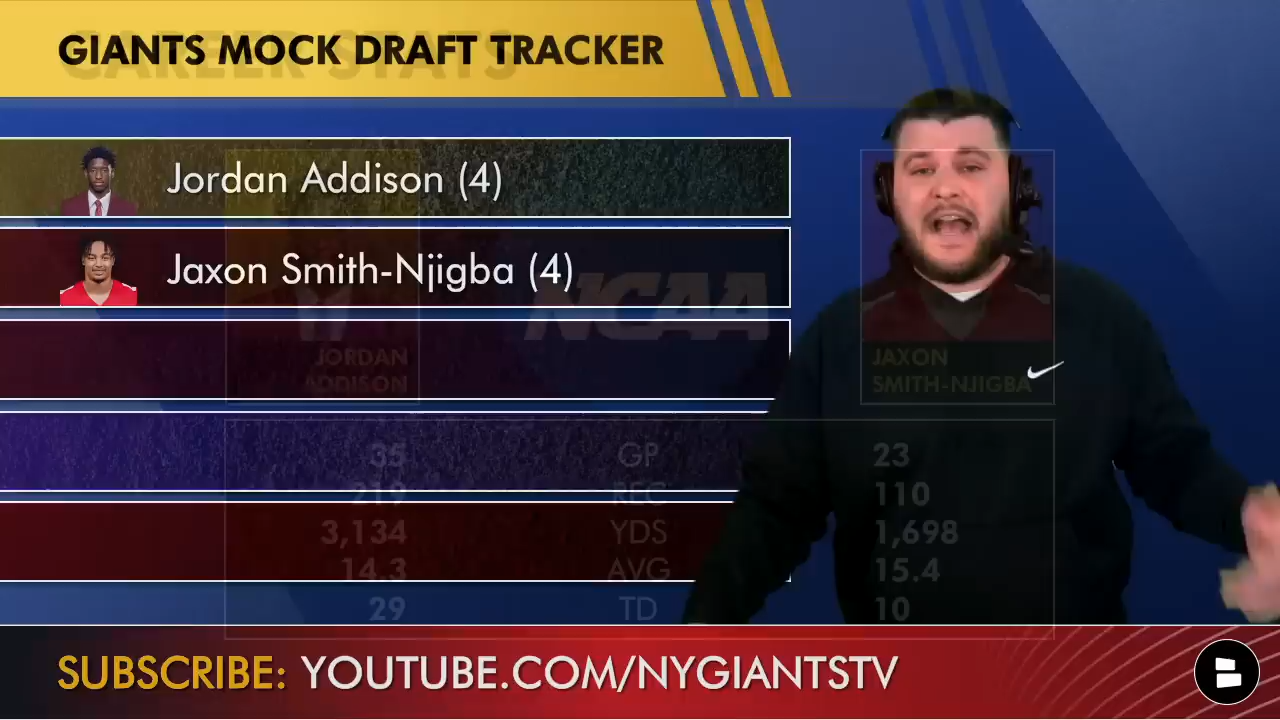 GIANTS MOCK DRAFT TRACKER
CAREER STATS
Jordan Addison (4)
Jaxon Smith-Njigba (4)
NCAA
JORDAN
ADDISON
JAXON
SMITH-NJIGBA
35 GP 23
219 REC 110
3,134 YDS 1,698
14.3 AVG 15.4
29 TD 10
SUBSCRIBE: YOUTUBE.COM/NYGIANTSTV